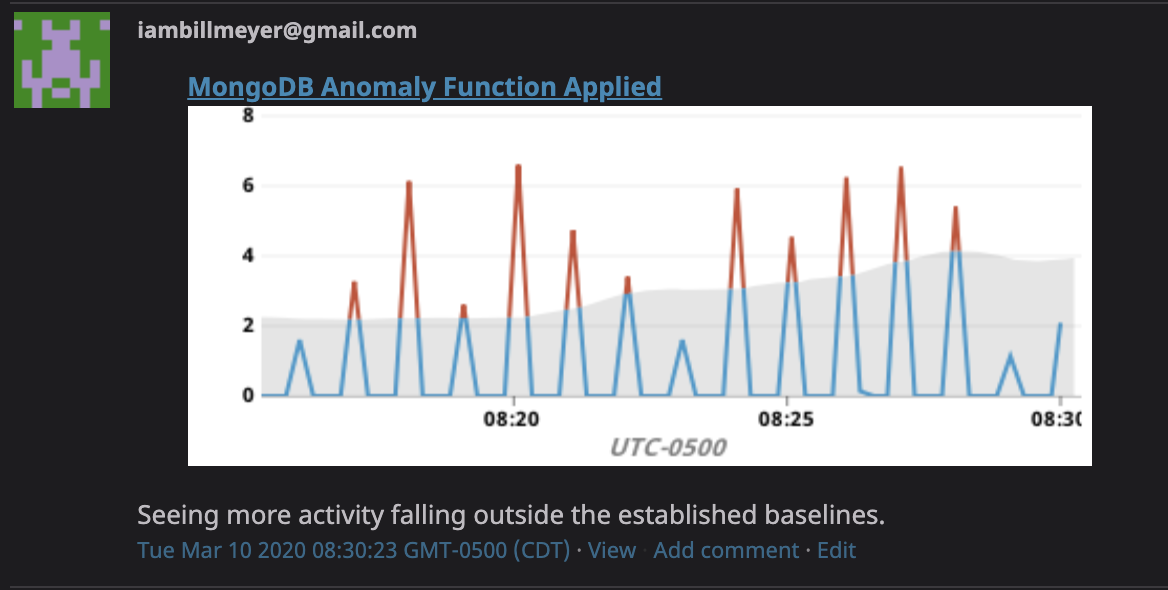 iambillmeyer@gmail.com
MongoDB Anomaly Function Applied
8
6
4
2
0
08:20 08:25 08:30
UTC-0500
Seeing more activity falling outside the established baselines.
Tue Mar 10 2020 08:30:23 GMT-0500 (CDT) · View · Add comment · Edit